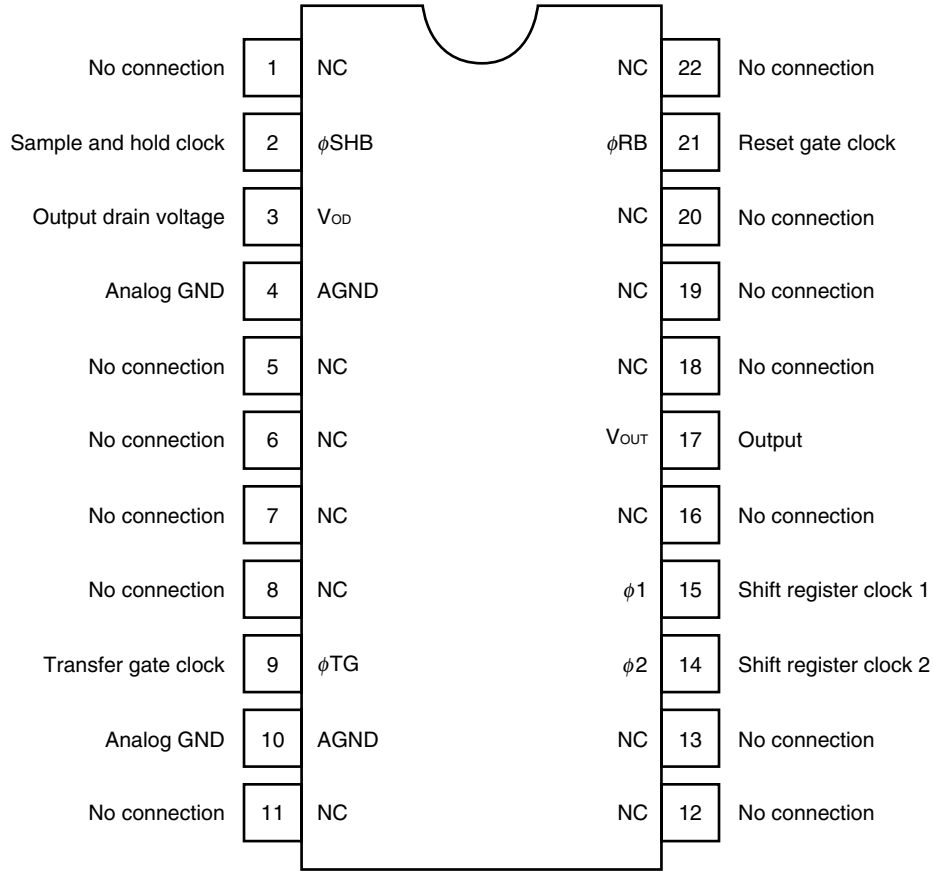 No connection 1 NC NC 22 No connection
Sample and hold clock 2 ϕSHB ϕRB 21 Reset gate clock
Output drain voltage 3 VOD NC 20 No connection
Analog GND 4 AGND NC 19 No connection
No connection 5 NC NC 18 No connection
No connection 6 NC VOUT 17 Output
No connection 7 NC NC 16 No connection
No connection 8 NC ϕ1 15 Shift register clock 1
Transfer gate clock 9 ϕTG ϕ2 14 Shift register clock 2
Analog GND 10 AGND NC 13 No connection
No connection 11 NC NC 12 No connection